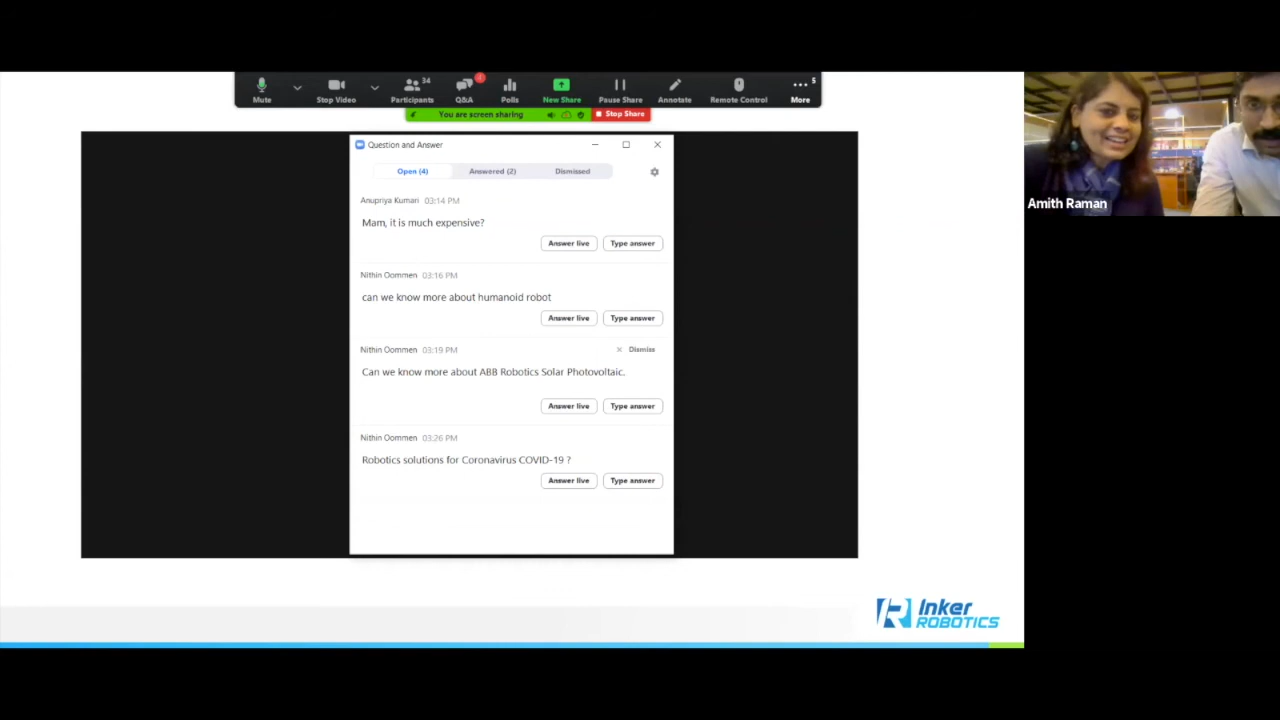 34
4
5
Mute
Stop Video
Participants
Q&A
Polls
New Share
Pause Share
Annotate
Remote Control
More
You are screen sharing
Stop Share
Amith Raman
Question and Answer
Open (4)
Answered (2)
Dismissed
Anupriya Kumari 03:14 PM
Mam, it is much expensive?
Answer live
Type answer
Nithin Oommen 03:16 PM
can we know more about humanoid robot
Answer live
Type answer
Nithin Oommen 03:19 PM
Dismiss
Can we know more about ABB Robotics Solar Photovoltaic.
Answer live
Type answer
Nithin Oommen 03:26 PM
Robotics solutions for Coronavirus COVID-19 ?
Answer live
Type answer
Inker
ROBOTICS